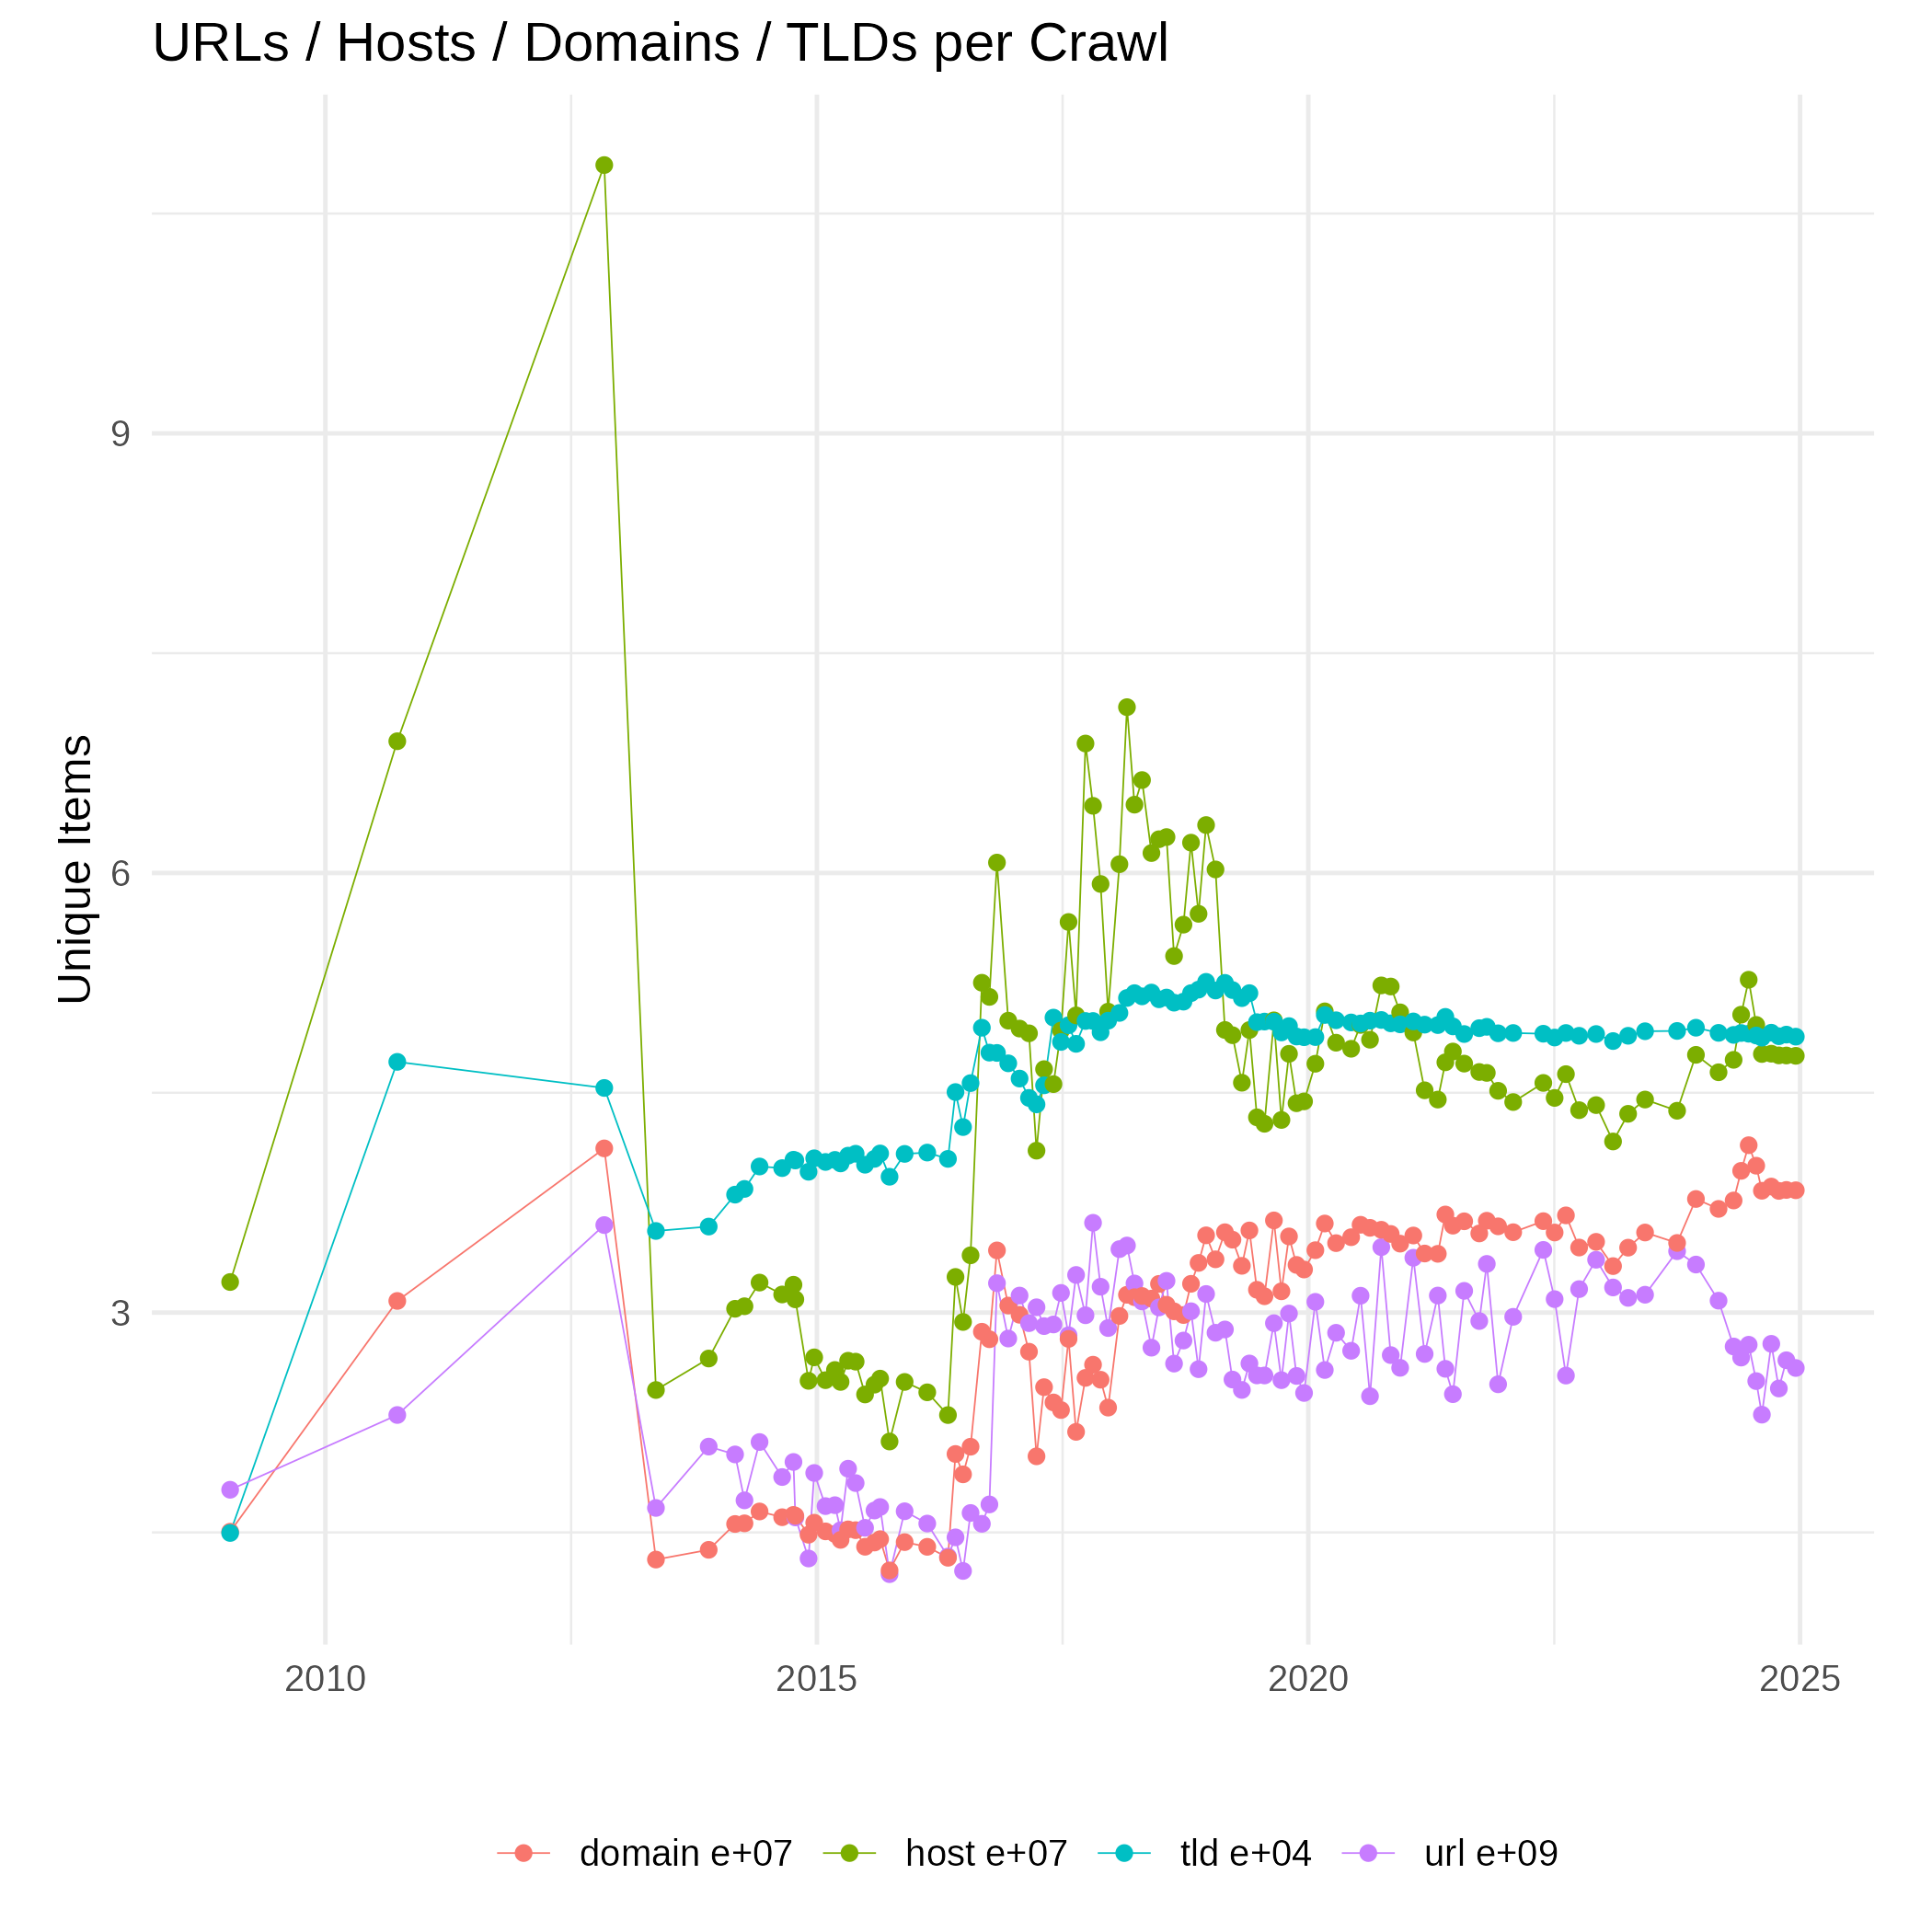 URLs / Hosts / Domains / TLDs per Crawl
Unique Items
9
6
3
2010 2015 2020 2025
domain e+07 host e+07 tld e+04 url e+09